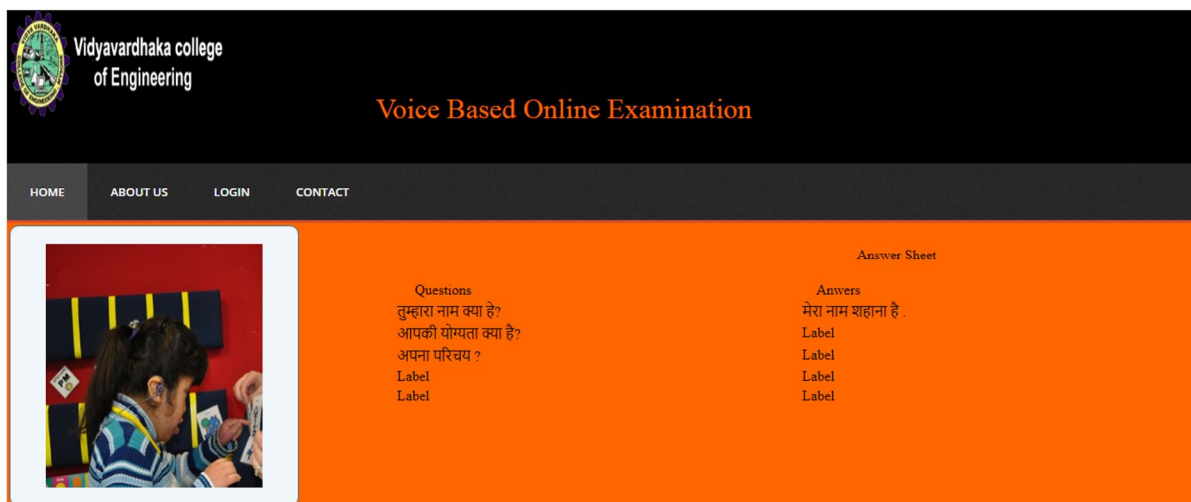 Vidyavardhaka college
of Engineering
Voice Based Online Examination
HOME ABOUT US LOGIN CONTACT
Answer Sheet
Questions Anwers
तुम्हारा नाम क्या हे? मेरा नाम शहाना है .
आपकी योग्यता क्या है? Label
अपना परिचय ? Label
Label Label
Label Label
PM